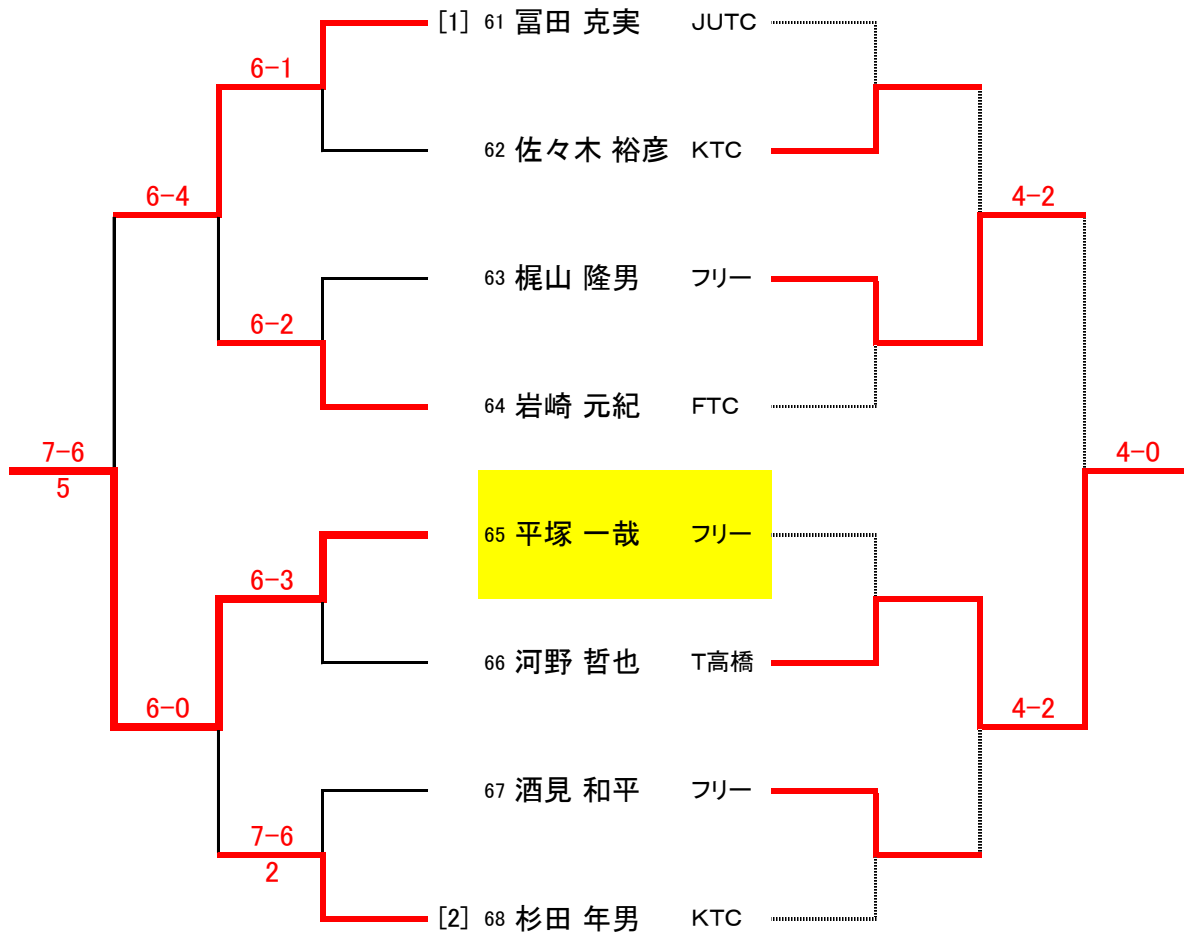 [1] 61 冨田 克実 JUTC
6-1
62 佐々木 裕彦 KTC
6-4 4-2
63 梶山 隆男 フリー
6-2
64 岩崎 元紀 FTC
7-6 4-0
5
65 平塚 一哉 フリー
6-3
66 河野 哲也 T高橋
6-0 4-2
67 酒見 和平 フリー
7-6
2
[2] 68 杉田 年男 KTC